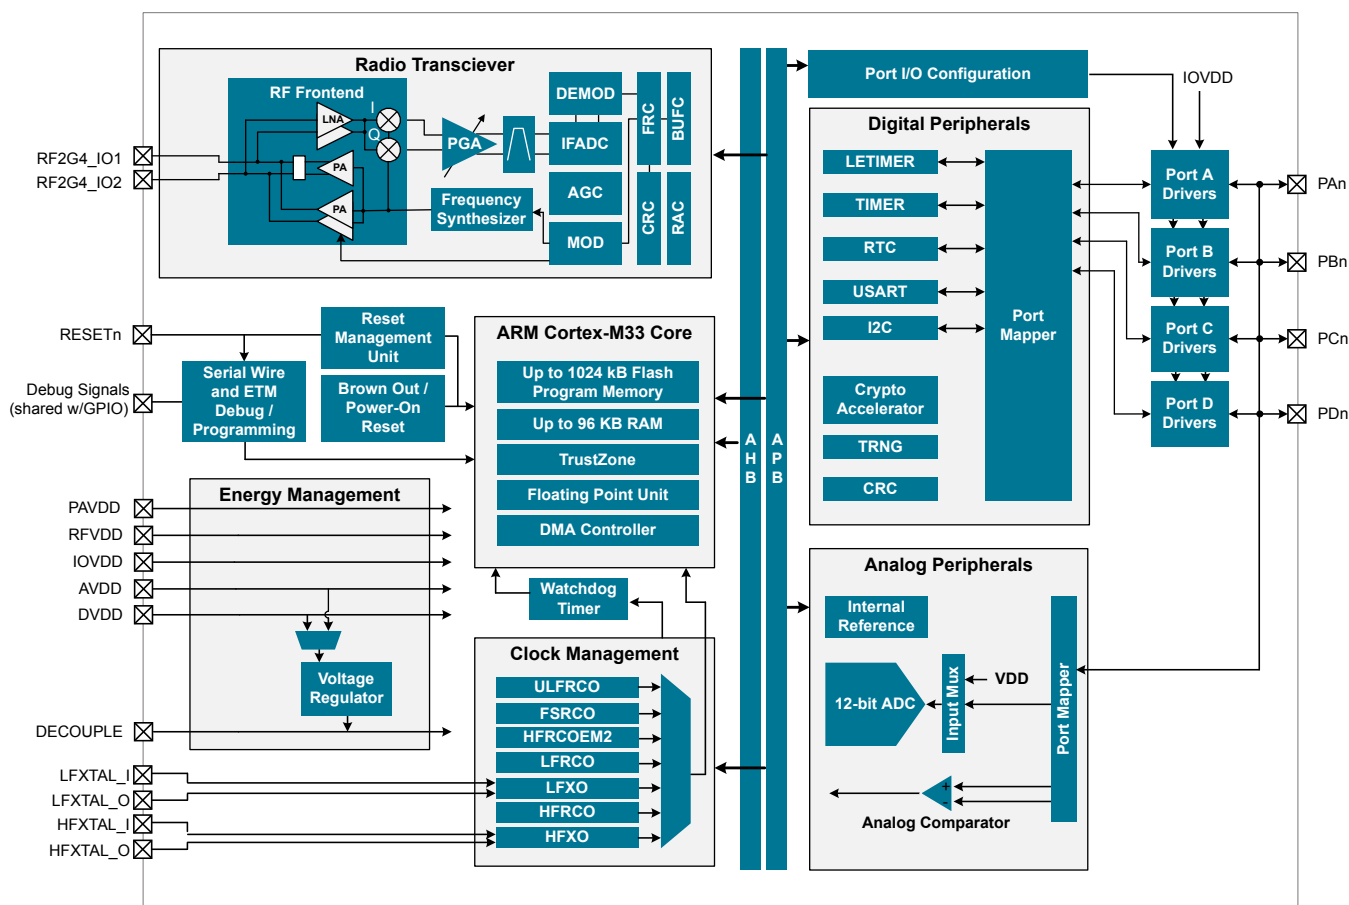 Radio Transciever
RF Frontend
LNA
I
Q
PA
PA
PGA
Frequency
Synthesizer
DEMOD
IFADC
AGC
MOD
FRC
BUFC
CRC
RAC
RF2G4_IO1
RF2G4_IO2
RESETn
Debug Signals
(shared w/GPIO)
Reset
Management
Unit
Serial Wire
and ETM
Debug /
Programming
Brown Out /
Power-On
Reset
ARM Cortex-M33 Core
Up to 1024 kB Flash
Program Memory
Up to 96 KB RAM
TrustZone
Floating Point Unit
DMA Controller
Watchdog
Timer
Energy Management
PAVDD
RFVDD
IOVDD
AVDD
DVDD
Voltage
Regulator
DECOUPLE
LFXTAL_I
LFXTAL_O
HFXTAL_I
HFXTAL_O
Clock Management
ULFRCO
FSRCO
HFRCOEM2
LFRCO
LFXO
HFRCO
HFXO
A
H
B
A
P
B
Port I/O Configuration
IOVDD
Digital Peripherals
LETIMER
TIMER
RTC
USART
I2C
Crypto
Accelerator
TRNG
CRC
Port
Mapper
Port A
Drivers
Port B
Drivers
Port C
Drivers
Port D
Drivers
PAn
PBn
PCn
PDn
Analog Peripherals
Internal
Reference
12-bit ADC
Input Mux
VDD
Port Mapper
+
-
Analog Comparator